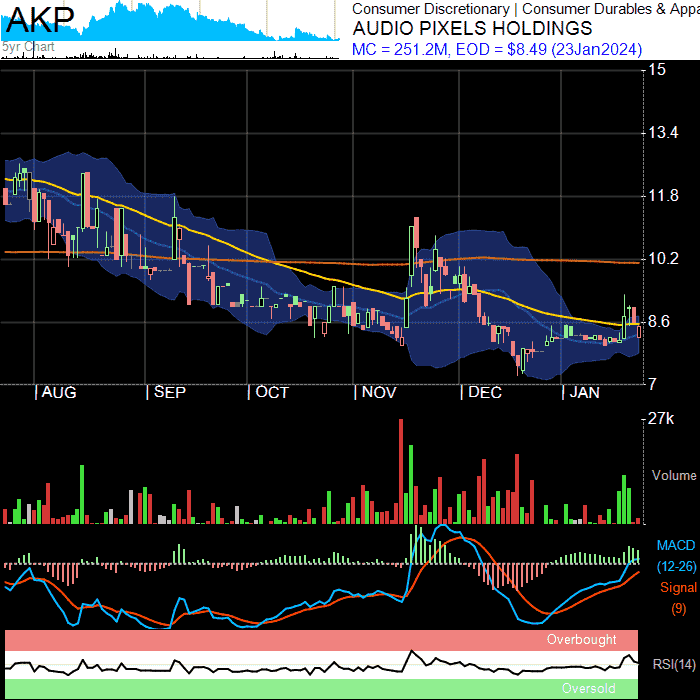 AKP
5yr Chart
Consumer Discretionary | Consumer Durables & Appa
AUDIO PIXELS HOLDINGS
MC = 251.2M, EOD = $8.49 (23Jan2024)
15
13.4
11.8
10.2
8.6
7
| AUG | SEP | OCT | NOV | DEC | JAN
27k
Volume
MACD
(12-26)
Signal
(9)
Overbought
RSI(14)
Oversold